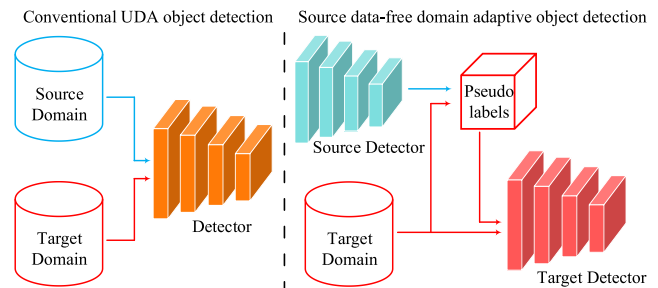 Conventional UDA object detection
Source
Domain
Target
Domain
Detector
Source data-free domain adaptive object detection
Source Detector
Pseudo
labels
Target
Domain
Target Detector